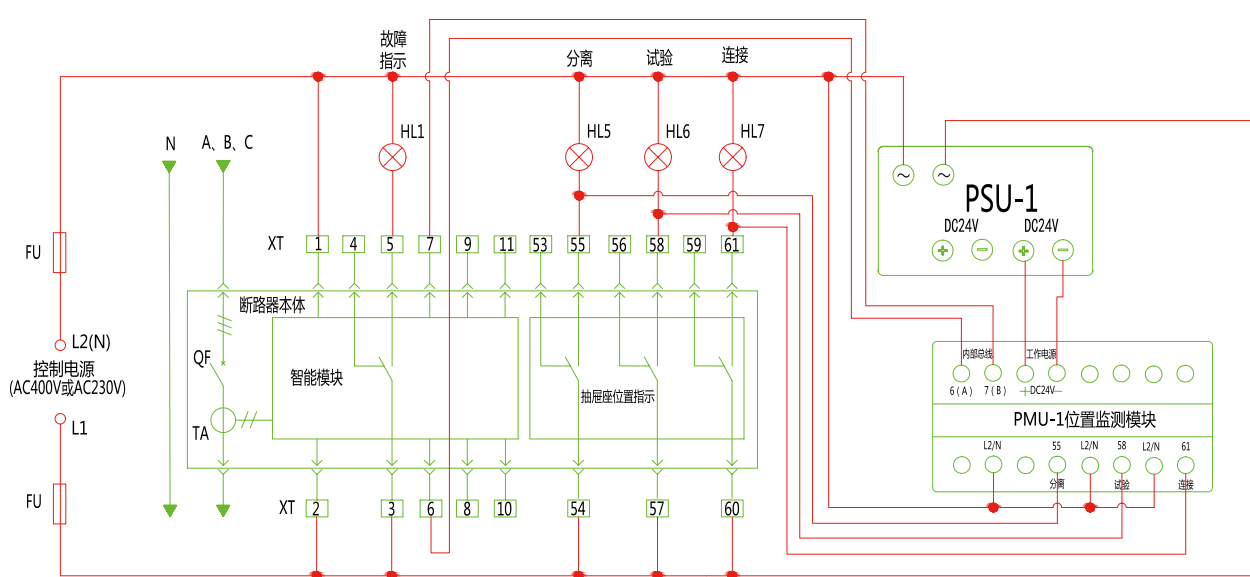 故障
指示
分离
试验
连接
HL1
HL5
HL6
HL7
N
A、B、C
PSU-1
DC24V
DC24V
XT
1
4
5
7
9
11
53
55
56
58
59
61
FU
断路器本体
L2(N)
控制电源
(AC400V或AC230V)
L1
QF
智能模块
抽屉座位置指示
TA
内部总线
工作电源
6(A)
7(B)
DC24V
PMU-1位置监测模块
L2/N
55
L2/N
58
L2/N
61
分离
试验
连接
FU
XT
2
3
6
8
10
54
57
60